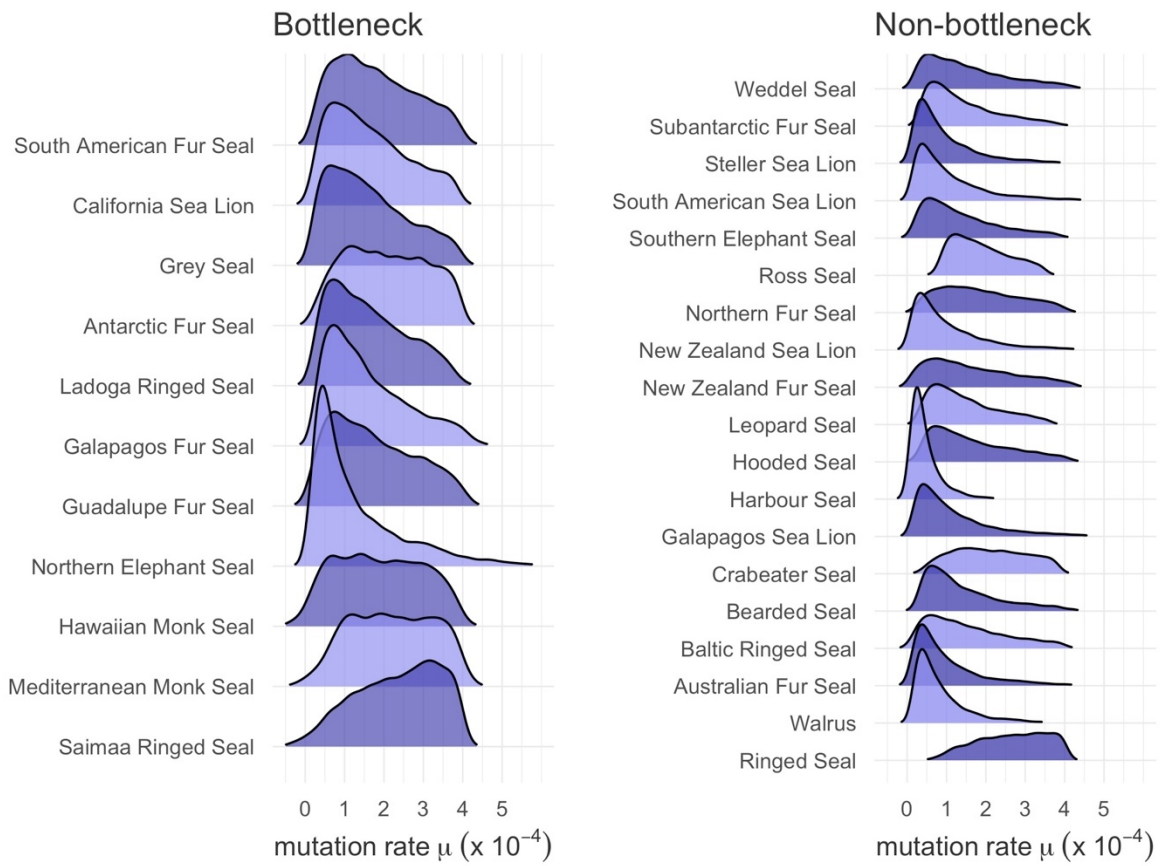 Bottleneck
South American Fur Seal
California Sea Lion
Grey Seal
Antarctic Fur Seal
Ladoga Ringed Seal
Galapagos Fur Seal
Guadalupe Fur Seal
Northern Elephant Seal
Hawaiian Monk Seal
Mediterranean Monk Seal
Saimaa Ringed Seal
0 1 2 3 4 5
mutation rate μ (x 10⁻⁴)
Non-bottleneck
Weddel Seal
Subantarctic Fur Seal
Steller Sea Lion
South American Sea Lion
Southern Elephant Seal
Ross Seal
Northern Fur Seal
New Zealand Sea Lion
New Zealand Fur Seal
Leopard Seal
Hooded Seal
Harbour Seal
Galapagos Sea Lion
Crabeater Seal
Bearded Seal
Baltic Ringed Seal
Australian Fur Seal
Walrus
Ringed Seal
0 1 2 3 4 5
mutation rate μ (x 10⁻⁴)